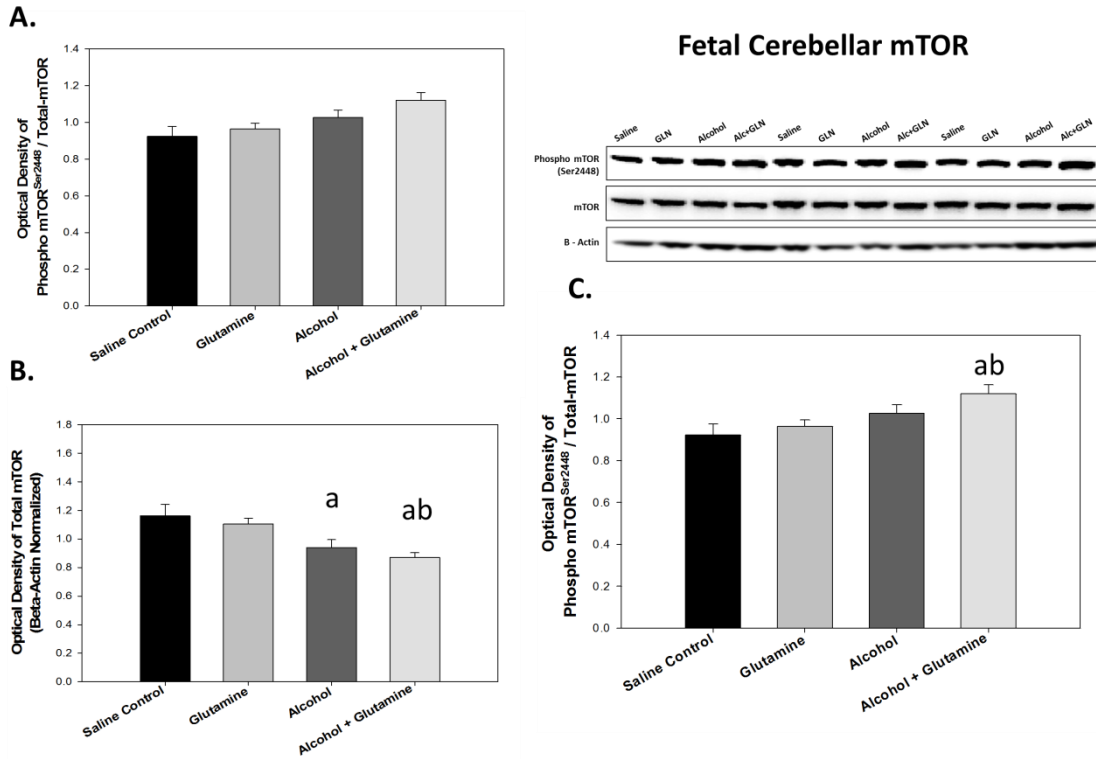 A.
1.4
1.2
1.0
0.8
0.6
0.4
0.2
0.0
Optical Density of
Phospho mTOR^Ser2448 / Total-mTOR
Saline Control
Glutamine
Alcohol
Alcohol + Glutamine
Fetal Cerebellar mTOR
Saline GLN Alcohol Alc+GLN Saline GLN Alcohol Alc+GLN Saline GLN Alcohol Alc+GLN
Phospho mTOR
(Ser2448)
mTOR
B - Actin
B.
1.8
1.6
1.4
1.2
1.0
0.8
0.6
0.4
0.2
0.0
Optical Density of Total mTOR
(Beta-Actin Normalized)
a
ab
Saline Control
Glutamine
Alcohol
Alcohol + Glutamine
C.
1.4
1.2
1.0
0.8
0.6
0.4
0.2
0.0
Optical Density of
Phospho mTOR^Ser2448 / Total-mTOR
ab
Saline Control
Glutamine
Alcohol
Alcohol + Glutamine